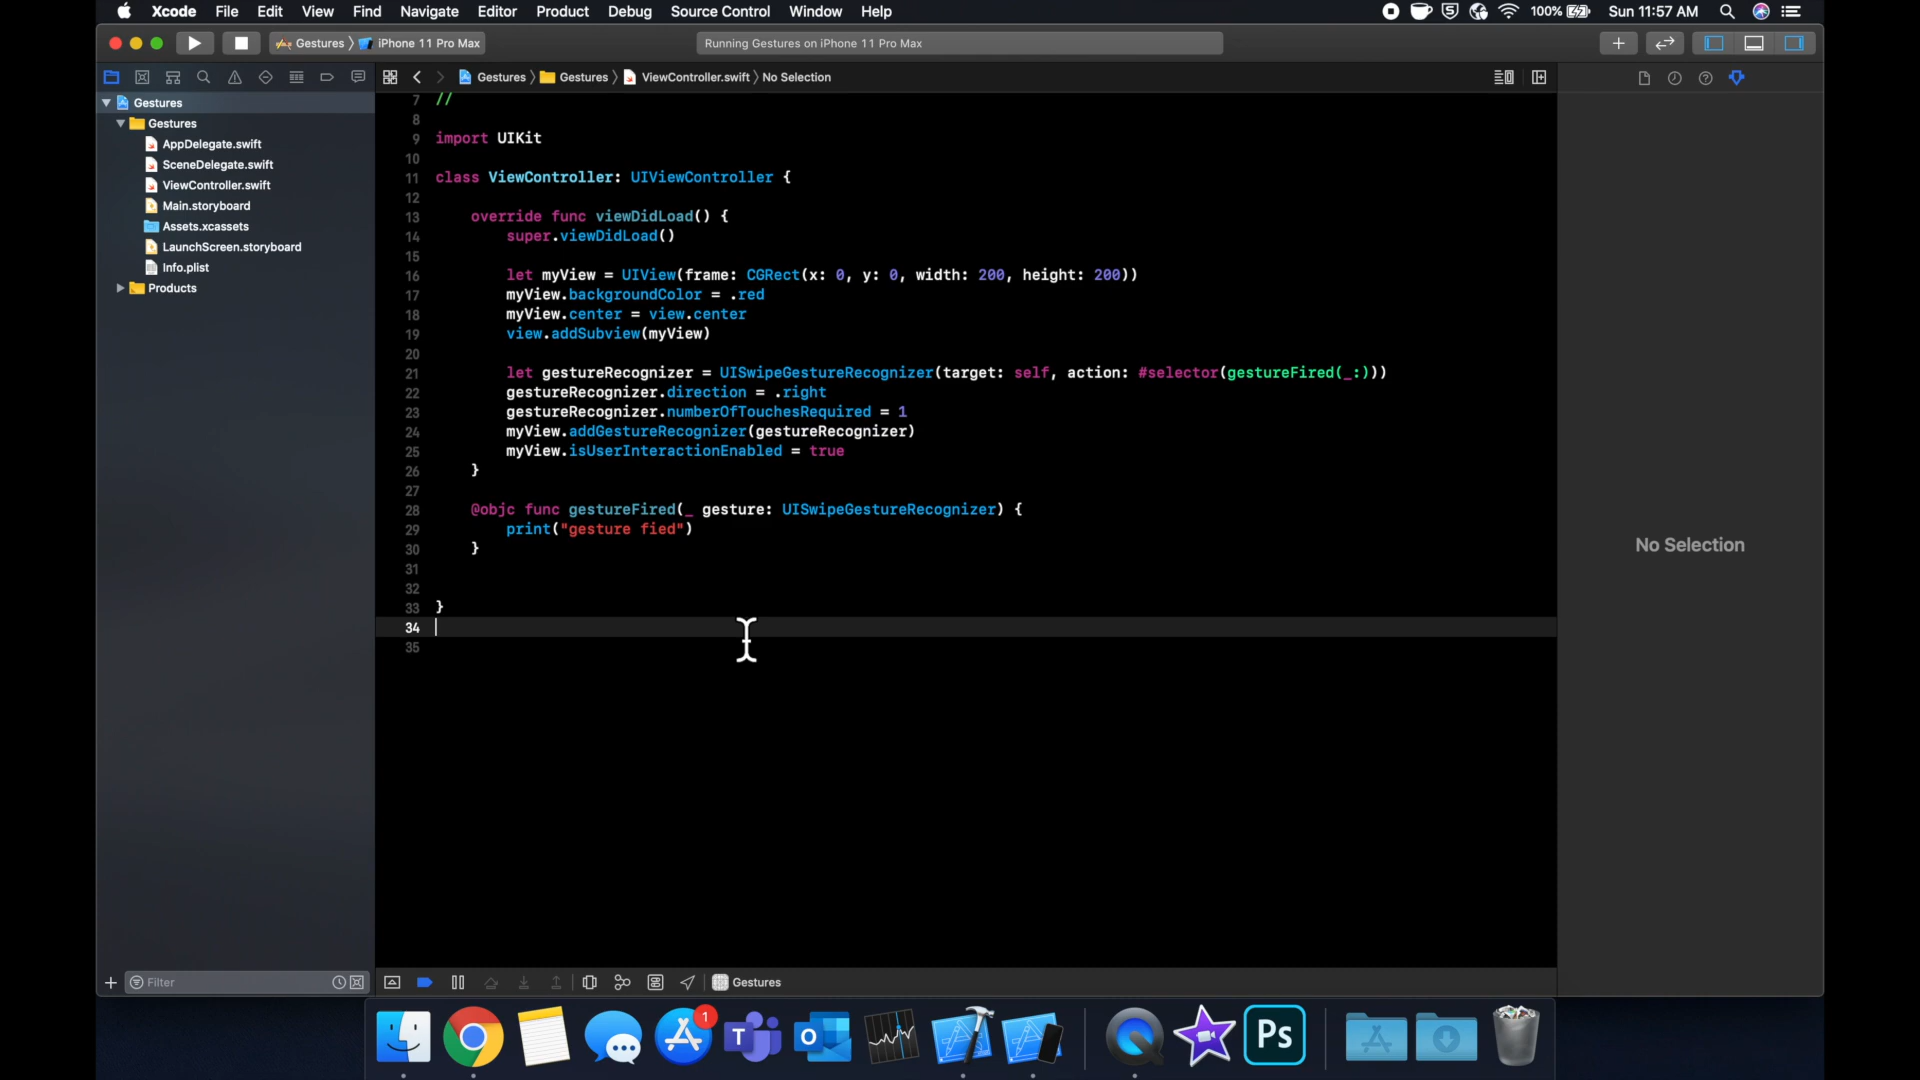 Xcode File Edit View Find Navigate Editor Product Debug Source Control Window Help 100% Sun 11:57 AM
Gestures iPhone 11 Pro Max Running Gestures on iPhone 11 Pro Max
Gestures Gestures ViewController.swift No Selection
Gestures
Gestures
AppDelegate.swift
SceneDelegate.swift
ViewController.swift
Main.storyboard
Assets.xcassets
LaunchScreen.storyboard
Info.plist
Products
7 //
8
9 import UIKit
10
11 class ViewController: UIViewController {
12
13 override func viewDidLoad() {
14 super.viewDidLoad()
15
16 let myView = UIView(frame: CGRect(x: 0, y: 0, width: 200, height: 200))
17 myView.backgroundColor = .red
18 myView.center = view.center
19 view.addSubview(myView)
20
21 let gestureRecognizer = UISwipeGestureRecognizer(target: self, action: #selector(gestureFired(_:)))
22 gestureRecognizer.direction = .right
23 gestureRecognizer.numberOfTouchesRequired = 1
24 myView.addGestureRecognizer(gestureRecognizer)
25 myView.isUserInteractionEnabled = true
26 }
27
28 @objc func gestureFired(_ gesture: UISwipeGestureRecognizer) {
29 print("gesture fied")
30 }
31
32
33 }
34
35
No Selection
Filter
Gestures
1
T
O
Ps